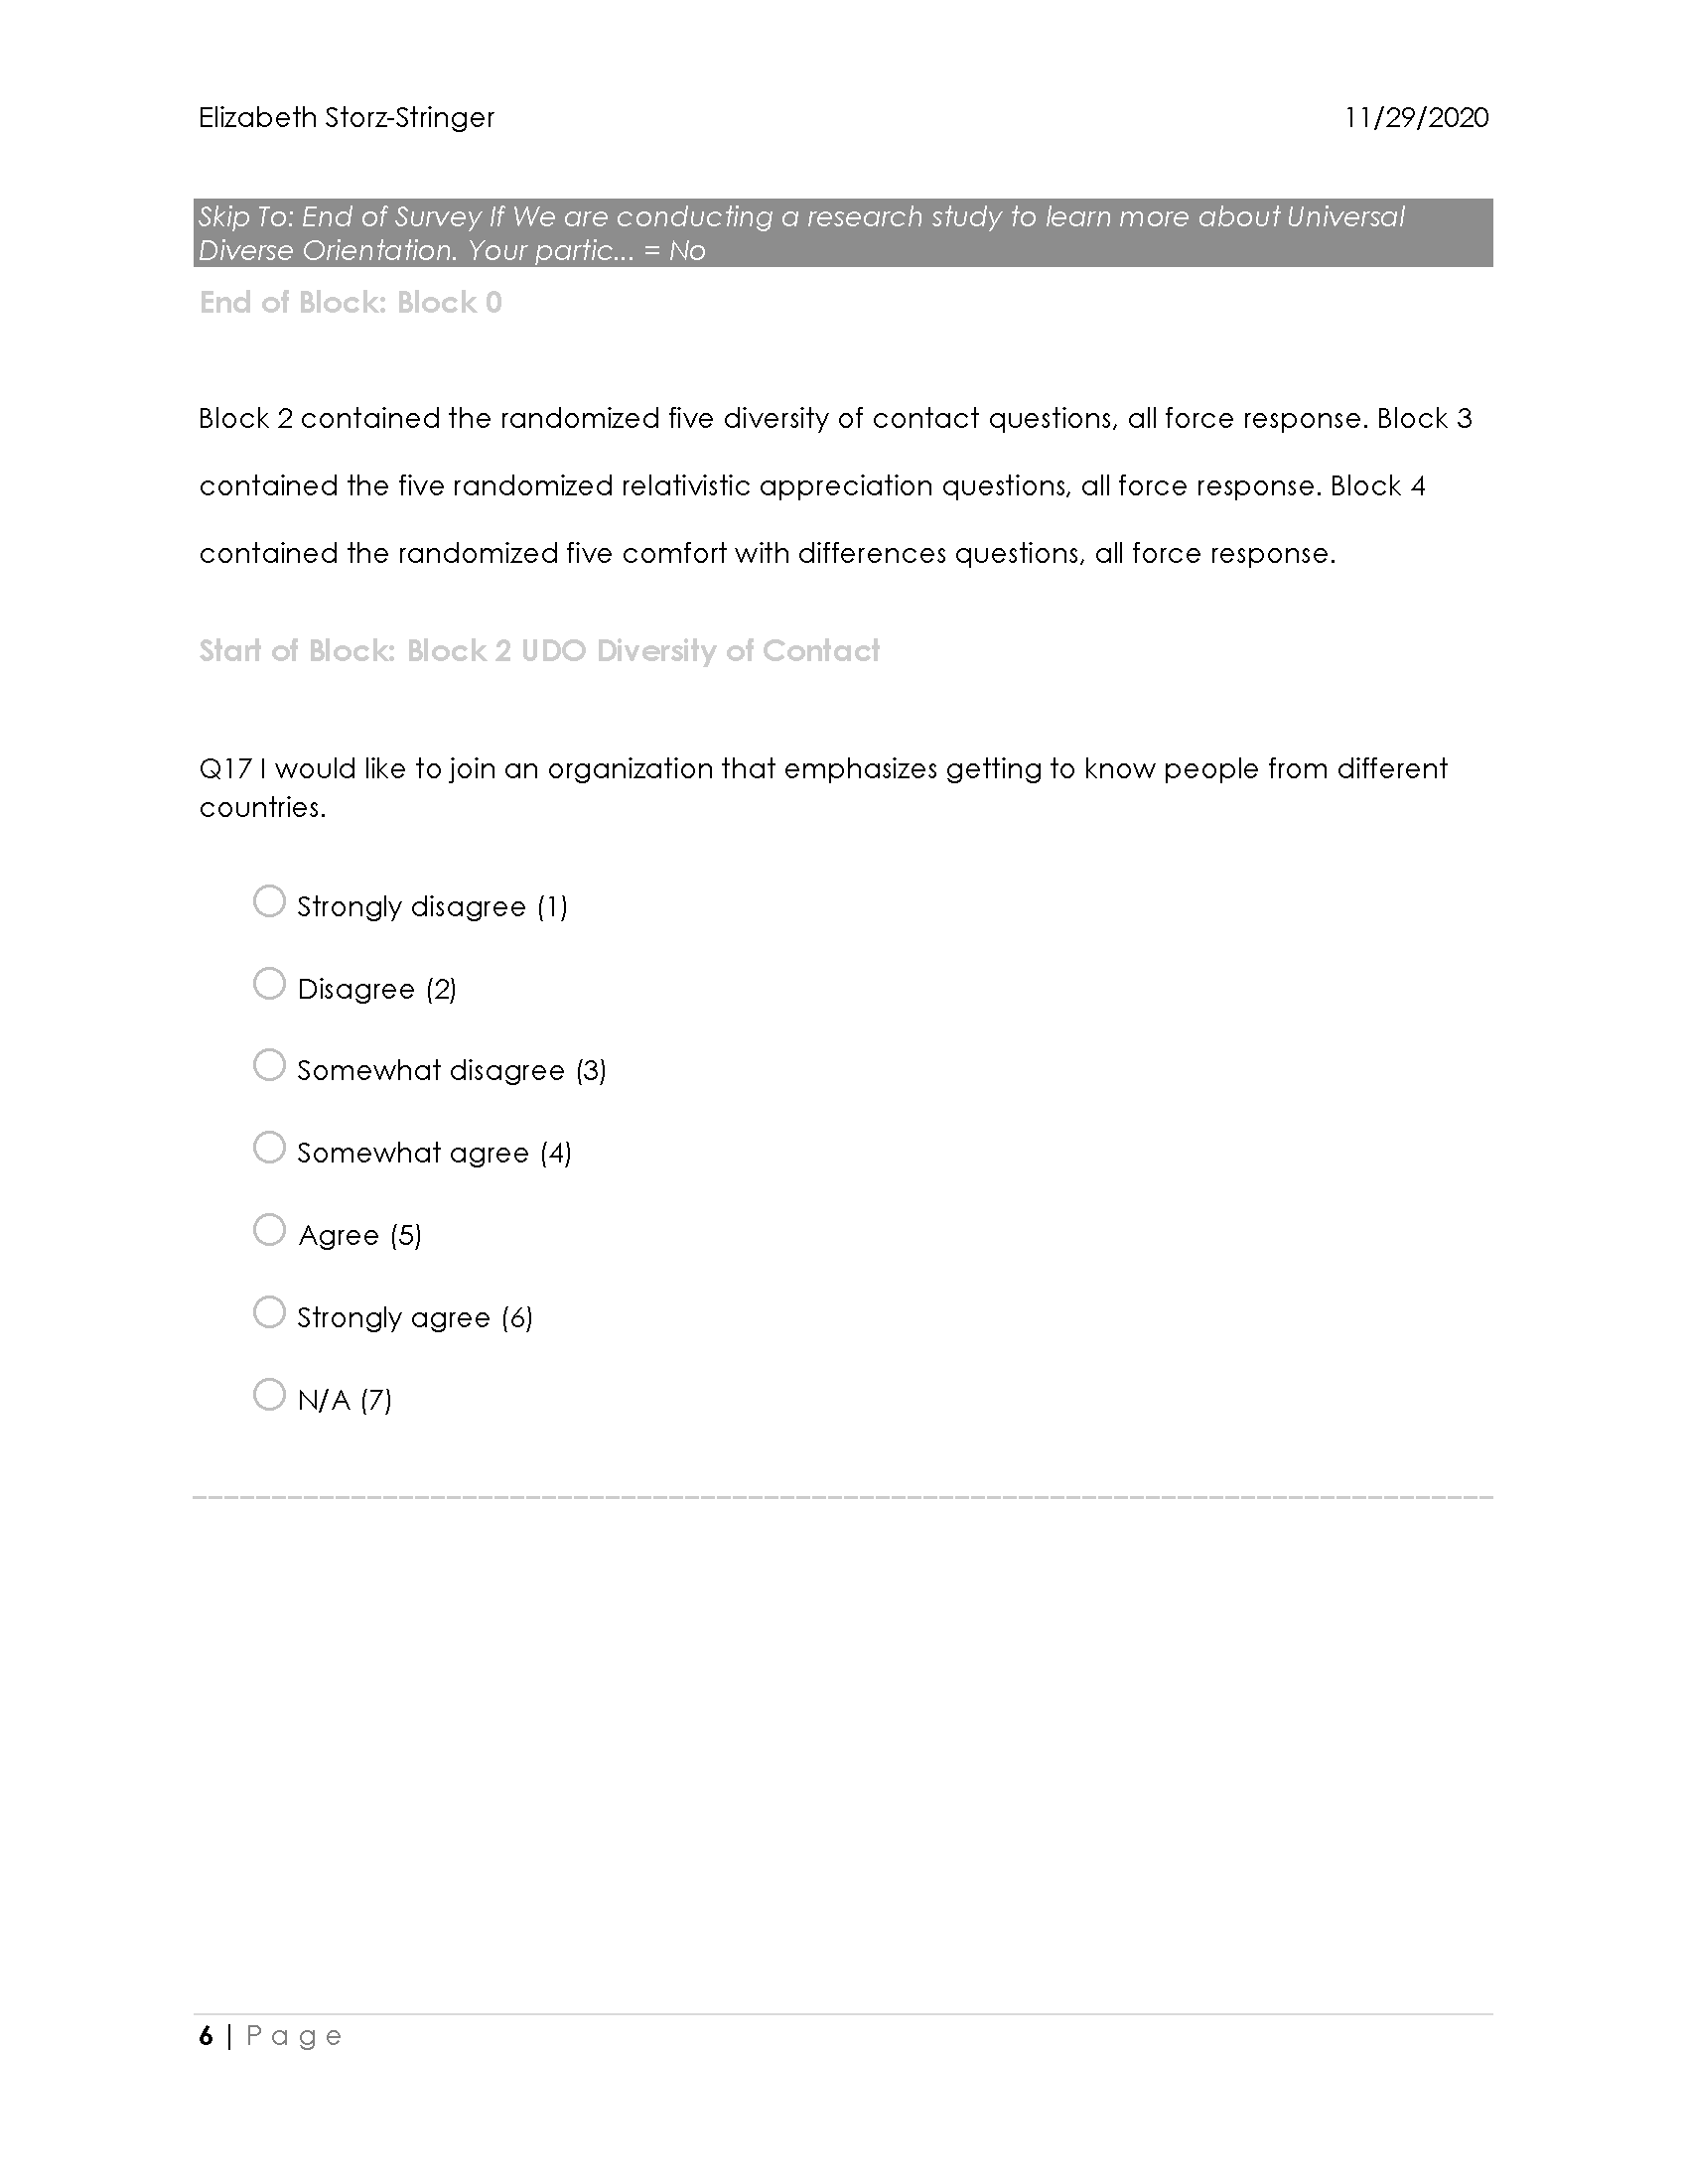 Elizabeth Storz-Stringer 11/29/2020
Skip To: End of Survey If We are conducting a research study to learn more about Universal
Diverse Orientation. Your partic... = No
End of Block: Block 0
Block 2 contained the randomized five diversity of contact questions, all force response. Block 3
contained the five randomized relativistic appreciation questions, all force response. Block 4
contained the randomized five comfort with differences questions, all force response.
Start of Block: Block 2 UDO Diversity of Contact
Q17 I would like to join an organization that emphasizes getting to know people from different
countries.
Strongly disagree (1)
Disagree (2)
Somewhat disagree (3)
Somewhat agree (4)
Agree (5)
Strongly agree (6)
N/A (7)
6 | Page